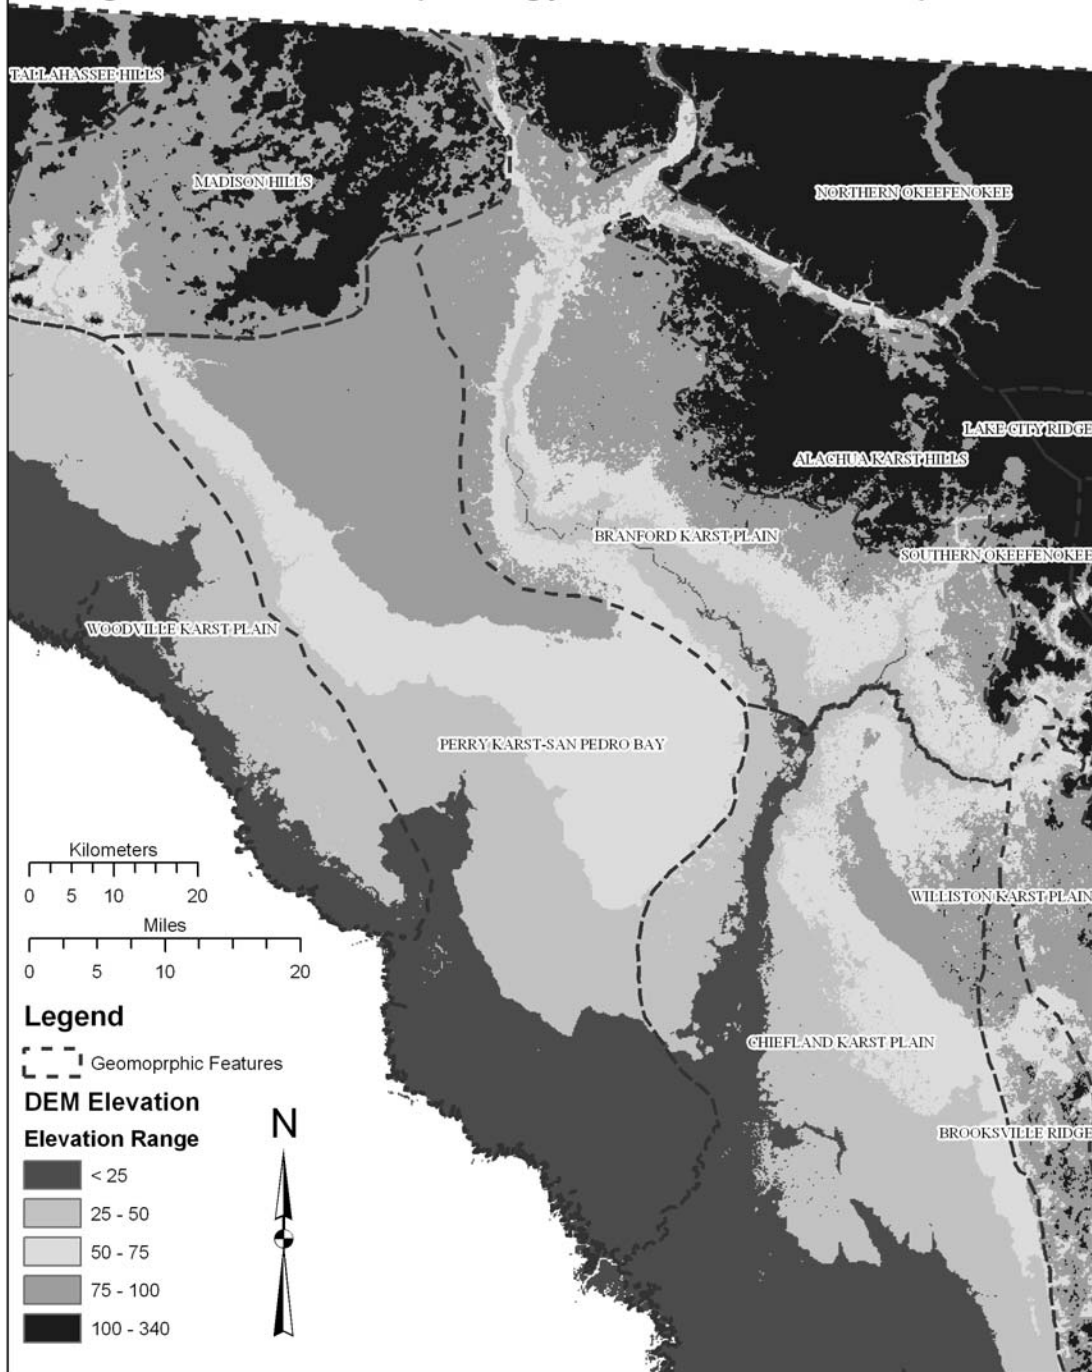 TALLAHASSEE HILLS
MADISON HILLS
NORTHERN OKEEFENOKEE
LAKE CITY RIDGE
ALACHUA KARST HILLS
BRANFORD KARST PLAIN
SOUTHERN OKEEFENOKEE
WOODVILLE KARST PLAIN
PERRY KARST-SAN PEDRO BAY
WILLISTON KARST PLAIN
CHIEFLAND KARST PLAIN
BROOKSVILLE RIDGE
Kilometers
0 5 10 20
Miles
0 5 10 20
Legend
Geomoprphic Features
DEM Elevation
Elevation Range
< 25
25 - 50
50 - 75
75 - 100
100 - 340
N